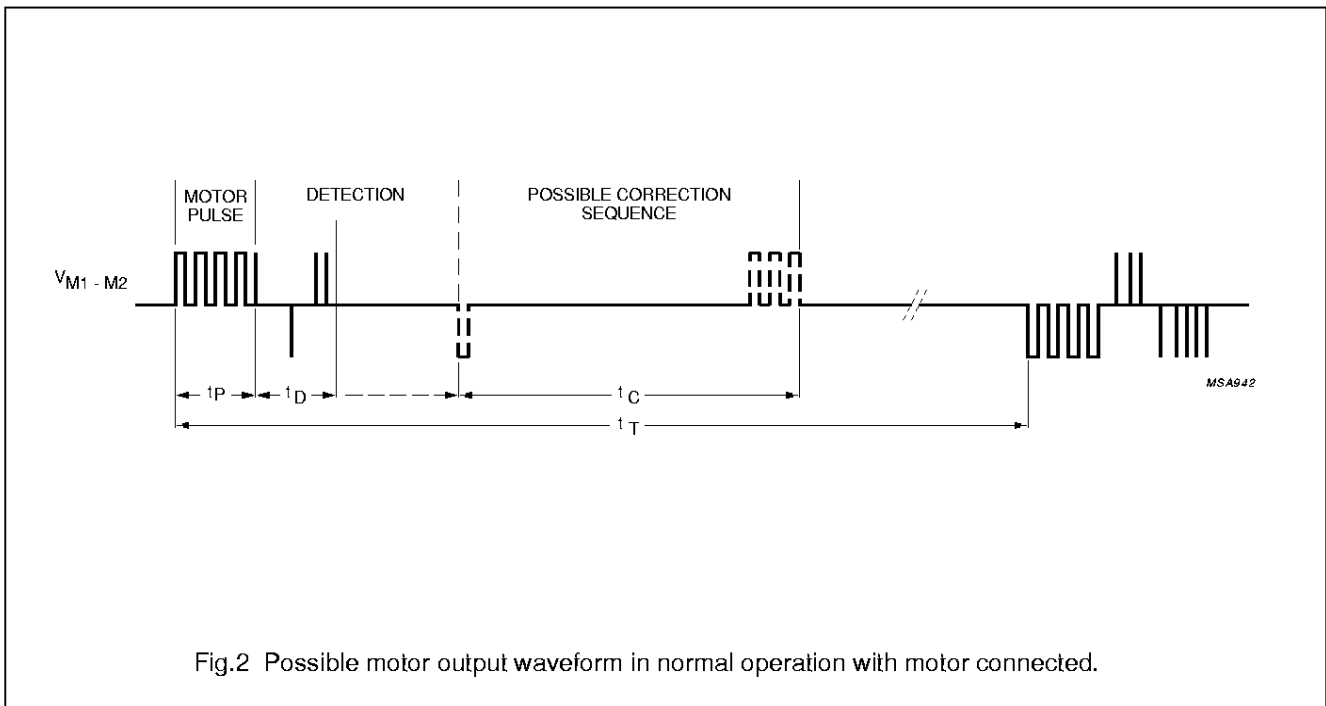 MOTOR
PULSE
DETECTION
POSSIBLE CORRECTION
SEQUENCE
VM1 - M2
MSA942
tP
tD
tC
tT
Fig.2 Possible motor output waveform in normal operation with motor connected.